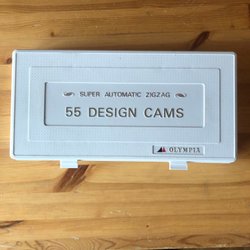 SUPER AUTOMATIC ZIGZAG
55 DESIGN CAMS
OLYMPIA